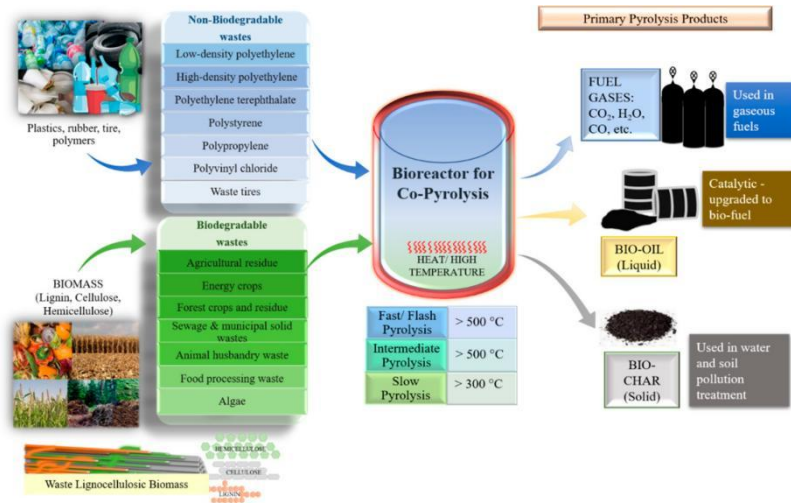 Non-Biodegradable
wastes
Low-density polyethylene
High-density polyethylene
Polyethylene terephthalate
Polystyrene
Polypropylene
Polyvinyl chloride
Waste tires
Plastics, rubber, tire,
polymers
Biodegradable
wastes
Agricultural residue
Energy crops
Forest crops and residue
Sewage & municipal solid
wastes
Animal husbandry waste
Food processing waste
Algae
BIOMASS
(Lignin, Cellulose,
Hemicellulose)
Waste Lignocellulosic Biomass
HEMICELLULOSE
CELLULOSE
LIGNIN
Bioreactor for
Co-Pyrolysis
HEAT/ HIGH
TEMPERATURE
Fast/ Flash
Pyrolysis
> 500 °C
Intermediate
Pyrolysis
> 500 °C
Slow
Pyrolysis
> 300 °C
Primary Pyrolysis Products
FUEL
GASES:
CO₂, H₂O,
CO, etc.
Used in
gaseous
fuels
Catalytic -
upgraded to
bio-fuel
BIO-OIL
(Liquid)
BIO-
CHAR
(Solid)
Used in water
and soil
pollution
treatment